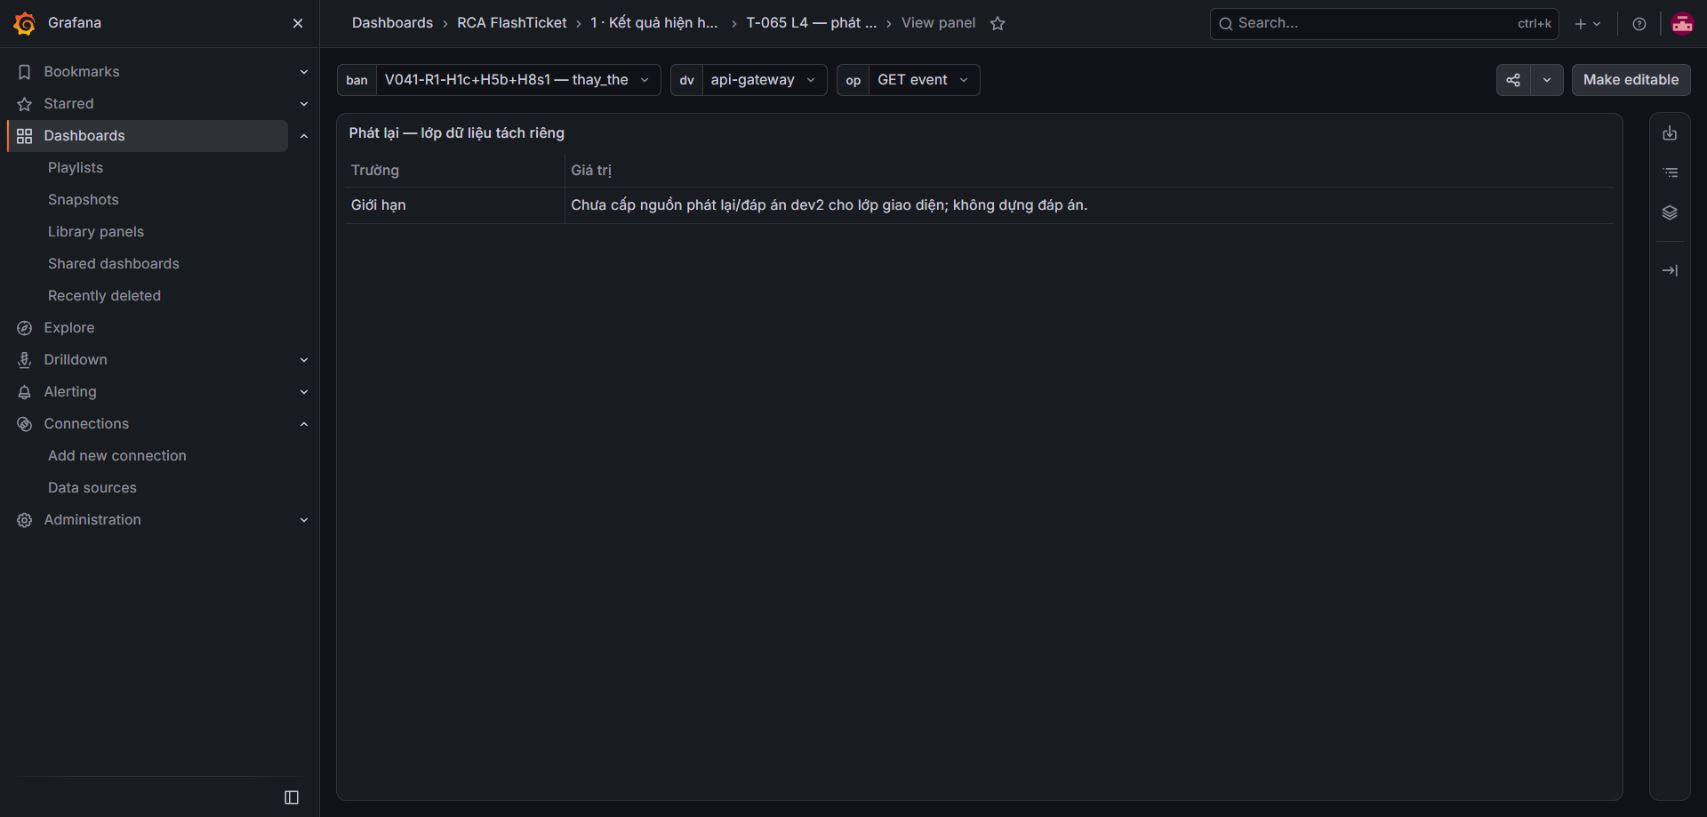 Grafana
Dashboards › RCA FlashTicket › 1 · Kết quả hiện h... › T-065 L4 — phát ... › View panel
Search... ctrl+k
Bookmarks
Starred
Dashboards
Playlists
Snapshots
Library panels
Shared dashboards
Recently deleted
Explore
Drilldown
Alerting
Connections
Add new connection
Data sources
Administration
ban V041-R1-H1c+H5b+H8s1 — thay_the dv api-gateway op GET event
Make editable
Phát lại — lớp dữ liệu tách riêng
Trường Giá trị
Giới hạn Chưa cấp nguồn phát lại/đáp án dev2 cho lớp giao diện; không dựng đáp án.